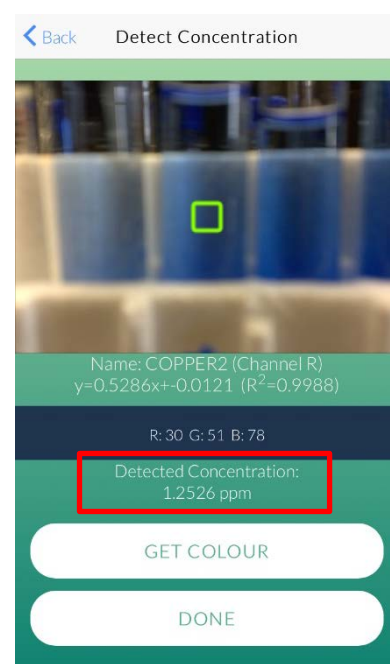 Back Detect Concentration
Name: COPPER2 (Channel R)
y=0.5286x+-0.0121 (R²=0.9988)
R: 30 G: 51 B: 78
Detected Concentration:
1.2526 ppm
GET COLOUR
DONE